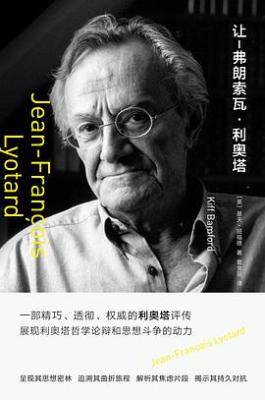 让-弗朗索瓦·利奥塔
Jean-François
Lyotard
Kiff Bamford
一部精巧、透彻、权威的利奥塔评传
展现利奥塔哲学论辩和思想斗争的动力
Jean-François Lyotard
呈现其思想密林 追溯其曲折旅程 解析其焦虑片段 揭示其持久对抗